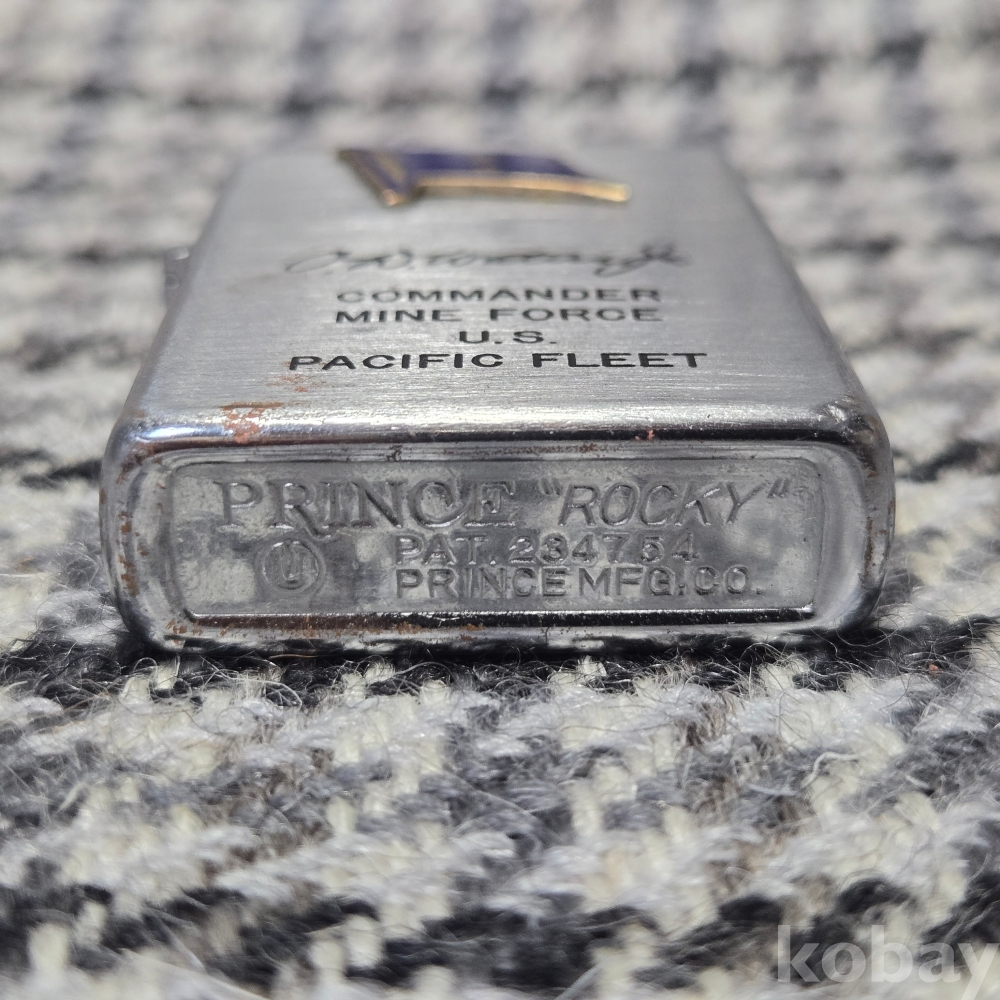 COMMANDER
MINE FORCE
U.S.
PACIFIC FLEET
PRINCE "ROCKY"
U PAT. 234754
PRINCE MFG. CO.
kobay